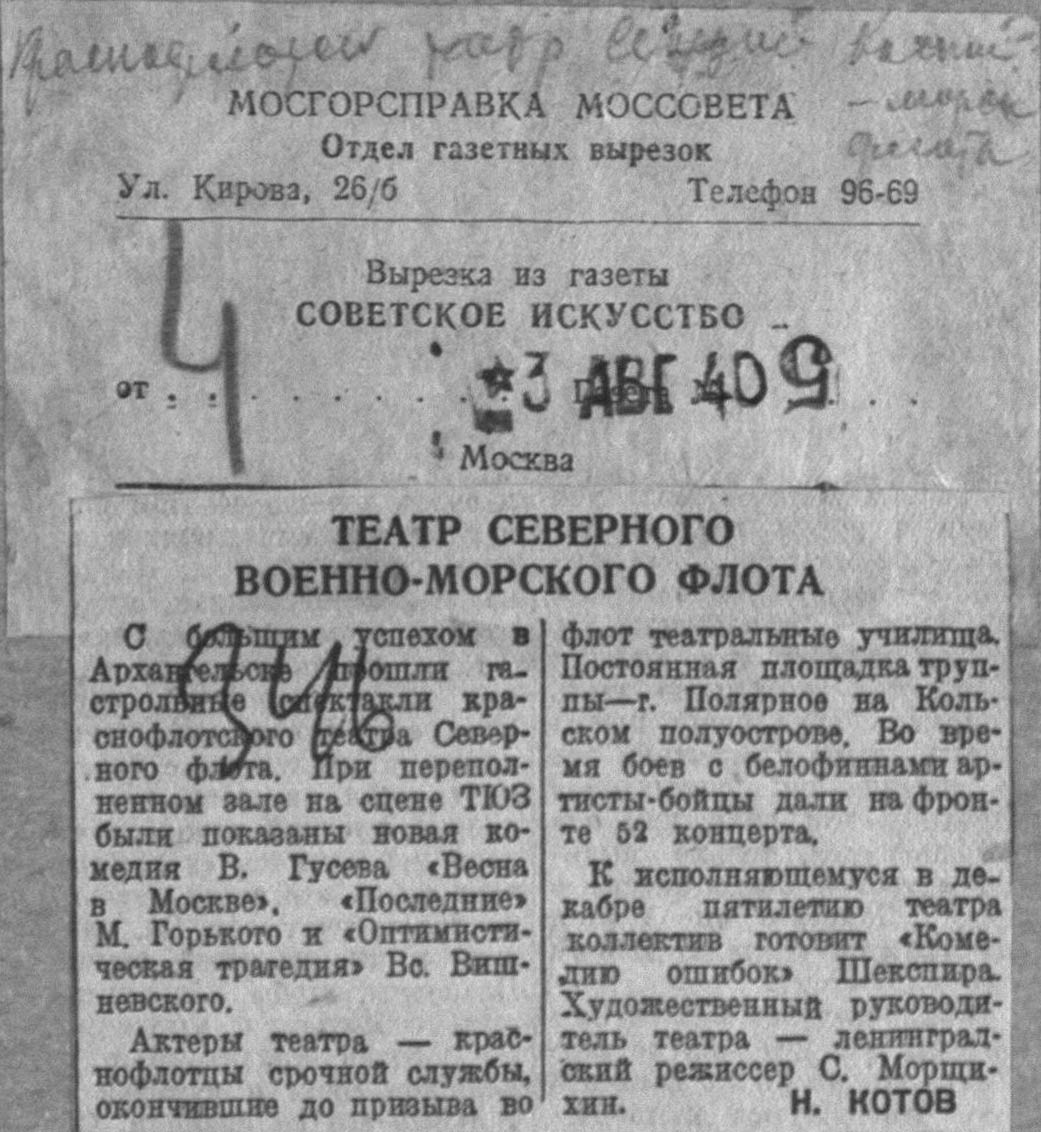 театр
флота
МОСГОРСПРАВКА МОССОВЕТА
Отдел газетных вырезок
Ул. Кирова, 26/б Телефон 96-69
Вырезка из газеты
СОВЕТСКОЕ ИСКУССТВО
от 3 АВГ 40
Газета №
Москва
4
ТЕАТР СЕВЕРНОГО
ВОЕННО-МОРСКОГО ФЛОТА
С большим успехом в
Архангельске прошли га-
строльные спектакли кра-
снофлотского театра Север-
ного флота. При перепол-
ненном зале на сцене ТЮЗ
были показаны новая ко-
медия В. Гусева «Весна
в Москве», «Последние»
М. Горького и «Оптимисти-
ческая трагедия» Вс. Виш-
невского.
Актеры театра — крас-
нофлотцы срочной службы,
окончившие до призыва во
флот театральные училища.
Постоянная площадка труп-
пы—г. Полярное на Коль-
ском полуострове. Во вре-
мя боев с белофиннами ар-
тисты-бойцы дали на фрон-
те 52 концерта.
К исполняющемуся в де-
кабре пятилетию театра
коллектив готовит «Коме-
дию ошибок» Шекспира.
Художественный руководи-
тель театра — ленинград-
ский режиссер С. Морщи-
хин. Н. КОТОВ